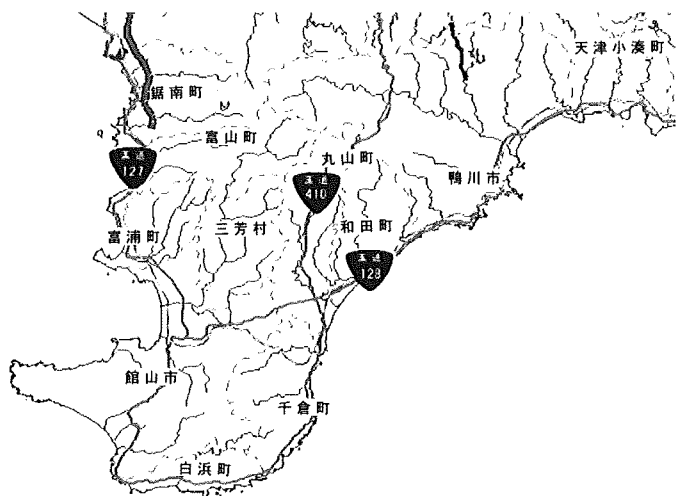 天津小湊町
鋸南町
富山町
丸山町
鴨川市
国道
127
国道
410
三芳村
和田町
富浦町
国道
128
館山市
千倉町
白浜町